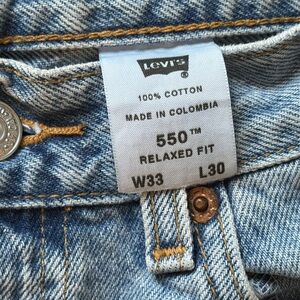 Levi's ®
100% COTTON
MADE IN COLOMBIA
550™
RELAXED FIT
W33 L30